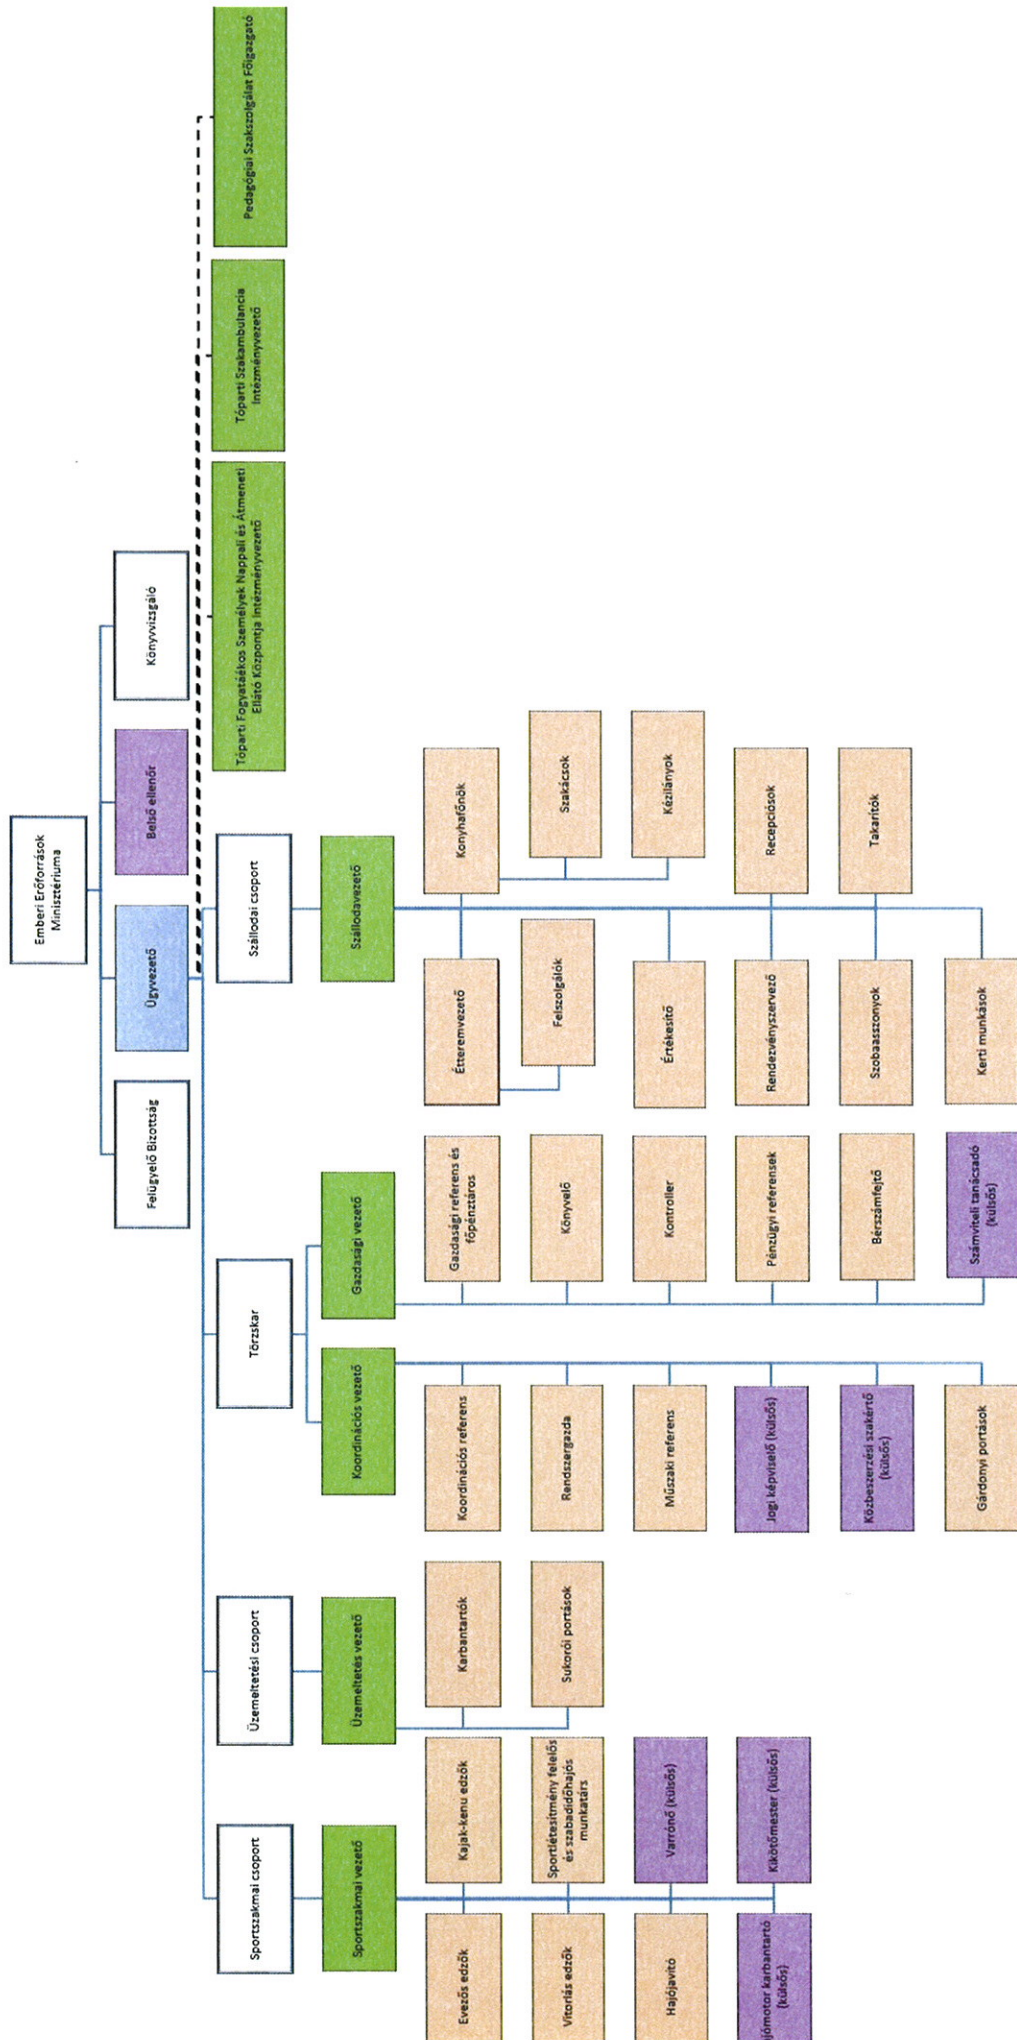 Emberi Erőforrások
Minisztériuma
Felügyelő Bizottság
Ügyvezető
Belső ellenőr
Könyvvizsgáló
Sportszakmai csoport
Üzemeltetési csoport
Törzskar
Szállodai csoport
Tóparti Fogyatáékos Személyek Nappali és Átmeneti
Ellátó Központja Intézményvezető
Tóparti Szakambulancia
Intézményvezető
Pedagógiai Szakszolgálat Főigazgató
Sportszakmai vezető
Üzemeltetés vezető
Koordinációs vezető
Gazdasági vezető
Szállodavezető
Evezős edzők
Kajak-kenu edzők
Karbantartók
Koordinációs referens
Gazdasági referens és
főpénztáros
Étteremvezető
Konyhafőnök
Vitorlás edzők
Sportlétesítmény felelős
és szabadidőhajós
munkatárs
Sukorói portások
Rendszergazda
Könyvelő
Felszolgálók
Szakácsok
Hajójavító
Varrónő (külsős)
Műszaki referens
Kontroller
Értékesítő
Kézilányok
karbantartó
(külsős)
Kikötőmester (külsős)
Jogi képviselő (külsős)
Pénzügyi referensek
Rendezvényszervező
Recepciósok
Közbeszerzési szakértő
(külsős)
Bérszámfejtő
Szobaasszonyok
Takarítók
Gárdonyi portások
Számviteli tanácsadó
(külsős)
Kerti munkások